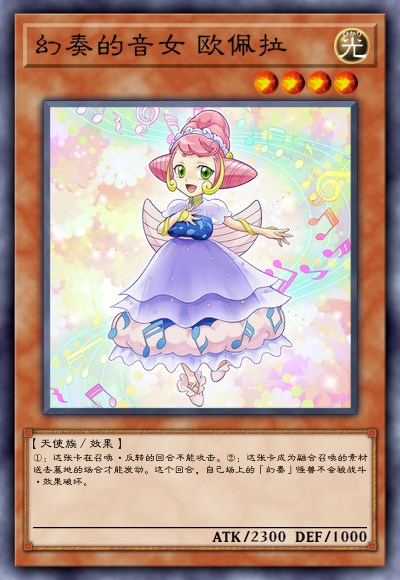 幻奏的音女 欧佩拉
ひかり
光
【天使族／效果】
①：这张卡在召唤·反转的回合不能攻击。②：这张卡成为融合召唤的素材
送去墓地的场合才能发动。这个回合，自己场上的「幻奏」怪兽不会被战斗
·效果破坏。
ATK/2300 DEF/1000